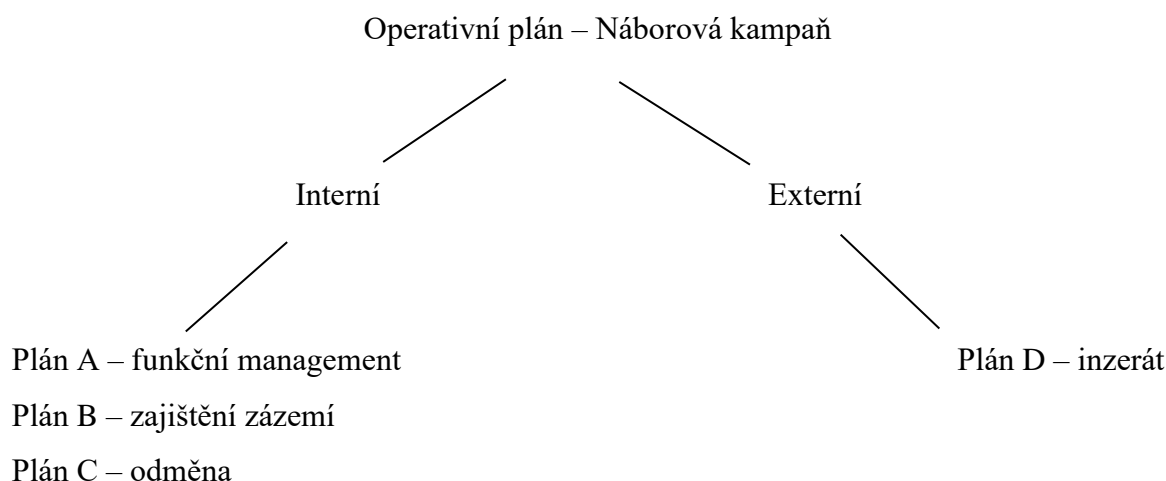 Operativní plán – Náborová kampaň
Interní
Externí
Plán A – funkční management
Plán D – inzerát
Plán B – zajištění zázemí
Plán C – odměna